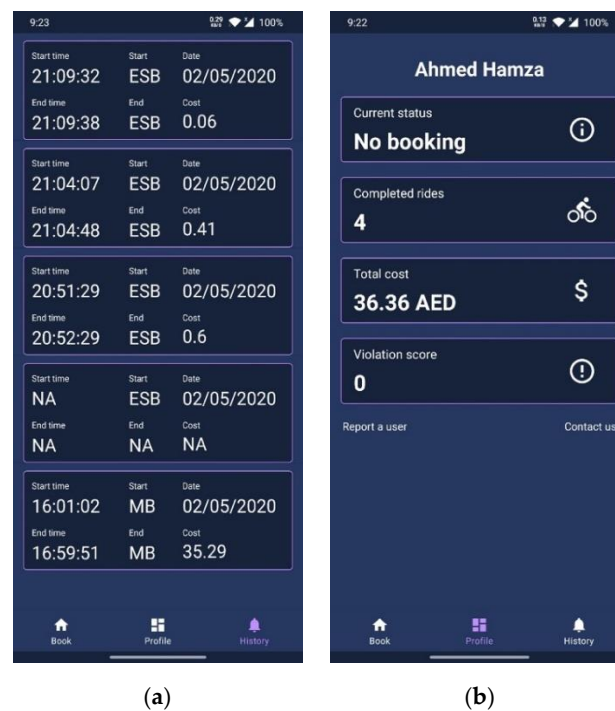 9:23
0.29 KB/S
100%
Start time Start Date
21:09:32 ESB 02/05/2020
End time End Cost
21:09:38 ESB 0.06
Start time Start Date
21:04:07 ESB 02/05/2020
End time End Cost
21:04:48 ESB 0.41
Start time Start Date
20:51:29 ESB 02/05/2020
End time End Cost
20:52:29 ESB 0.6
Start time Start Date
NA ESB 02/05/2020
End time End Cost
NA NA NA
Start time Start Date
16:01:02 MB 02/05/2020
End time End Cost
16:59:51 MB 35.29
Book Profile History
(a)
9:22
0.13 KB/S
100%
Ahmed Hamza
Current status
No booking
Completed rides
4
Total cost
36.36 AED
$
Violation score
0
Report a user Contact us
Book Profile History
(b)